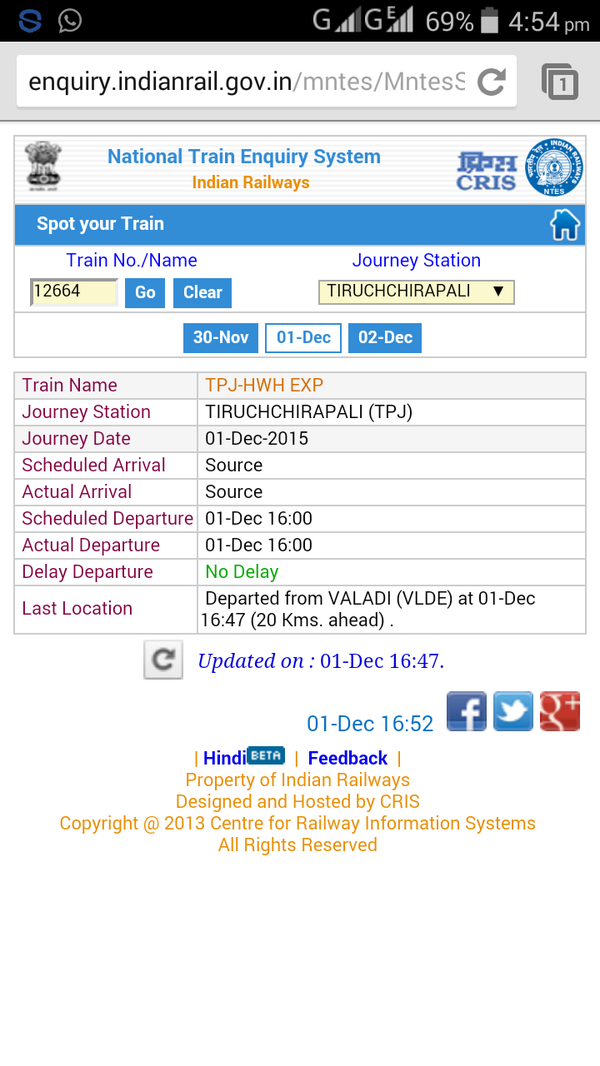 G G E 69% 4:54 pm
enquiry.indianrail.gov.in/mntes/MntesS 1
National Train Enquiry System
Indian Railways
क्रिस
CRIS
INDIAN RAILWAYS
NTES
Spot your Train
Train No./Name Journey Station
12664 Go Clear TIRUCHCHIRAPALI ▼
30-Nov 01-Dec 02-Dec
Train Name TPJ-HWH EXP
Journey Station TIRUCHCHIRAPALI (TPJ)
Journey Date 01-Dec-2015
Scheduled Arrival Source
Actual Arrival Source
Scheduled Departure 01-Dec 16:00
Actual Departure 01-Dec 16:00
Delay Departure No Delay
Last Location Departed from VALADI (VLDE) at 01-Dec
16:47 (20 Kms. ahead) .
Updated on : 01-Dec 16:47.
01-Dec 16:52 f g+
| Hindi BETA | Feedback |
Property of Indian Railways
Designed and Hosted by CRIS
Copyright @ 2013 Centre for Railway Information Systems
All Rights Reserved